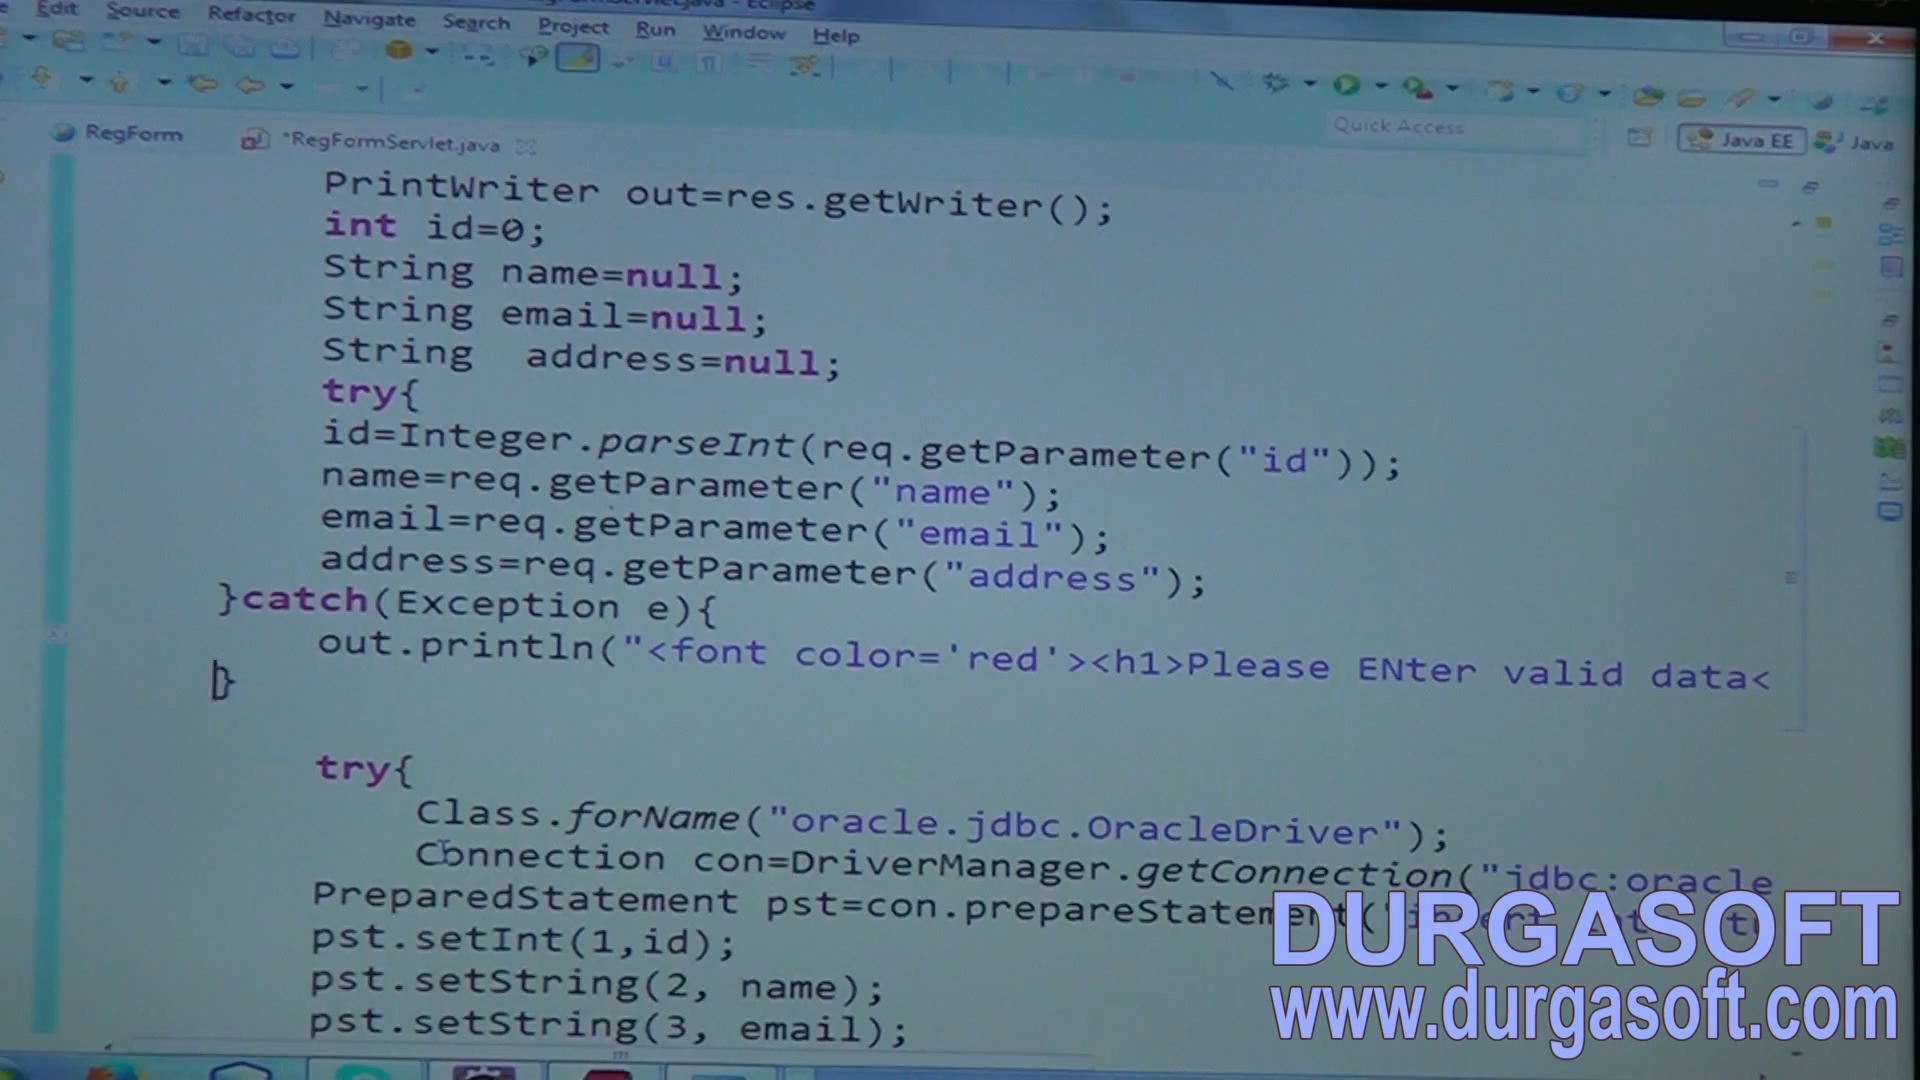 Edit Source Refactor Navigate Search Project Run Window Help
Quick Access
Java EE
Java
RegForm
*RegFormServlet.java
PrintWriter out=res.getWriter();
int id=0;
String name=null;
String email=null;
String address=null;
try{
id=Integer.parseInt(req.getParameter("id"));
name=req.getParameter("name");
email=req.getParameter("email");
address=req.getParameter("address");
}catch(Exception e){
out.println("<font color='red'><h1>Please ENter valid data<
}
try{
Class.forName("oracle.jdbc.OracleDriver");
Connection con=DriverManager.getConnection("jdbc:oracle
PreparedStatement pst=con.prepareStatement(
pst.setInt(1,id);
pst.setString(2, name);
pst.setString(3, email);
DURGASOFT
www.durgasoft.com